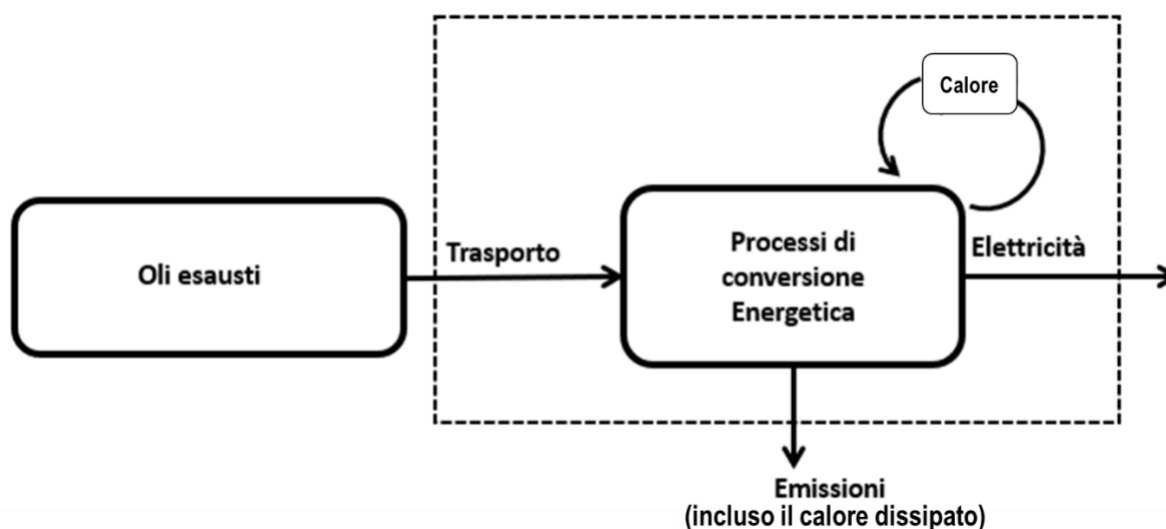 Calore
Oli esausti
Trasporto
Processi di
conversione
Energetica
Elettricità
Emissioni
(incluso il calore dissipato)